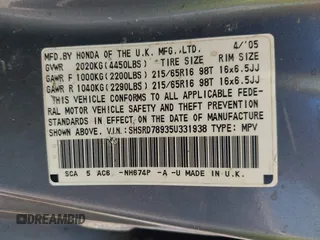 MFD. BY HONDA OF THE U.K. MFG.,LTD. 4/'05
GVWR 2020KG(4450LBS) TIRE SIZE RIM SIZE
GAWR F 1000KG(2200LBS) 215/65R16 98T 16x6.5JJ
GAWR R 1040KG(2290LBS) 215/65R16 98T 16x6.5JJ
THIS VEHICLE CONFORMS TO ALL APPLICABLE FEDE-
RAL MOTOR VEHICLE SAFETY AND THEFT PREVENTION
STANDARDS IN EFFECT ON THE DATE OF
MANUFACTURE SHOWN ABOVE.
V.I.N: SHSRD78935U331938 TYPE: MPV
SCA 5 AC6. -NH674P -A -U MADE IN U.K.
©DREAMBID